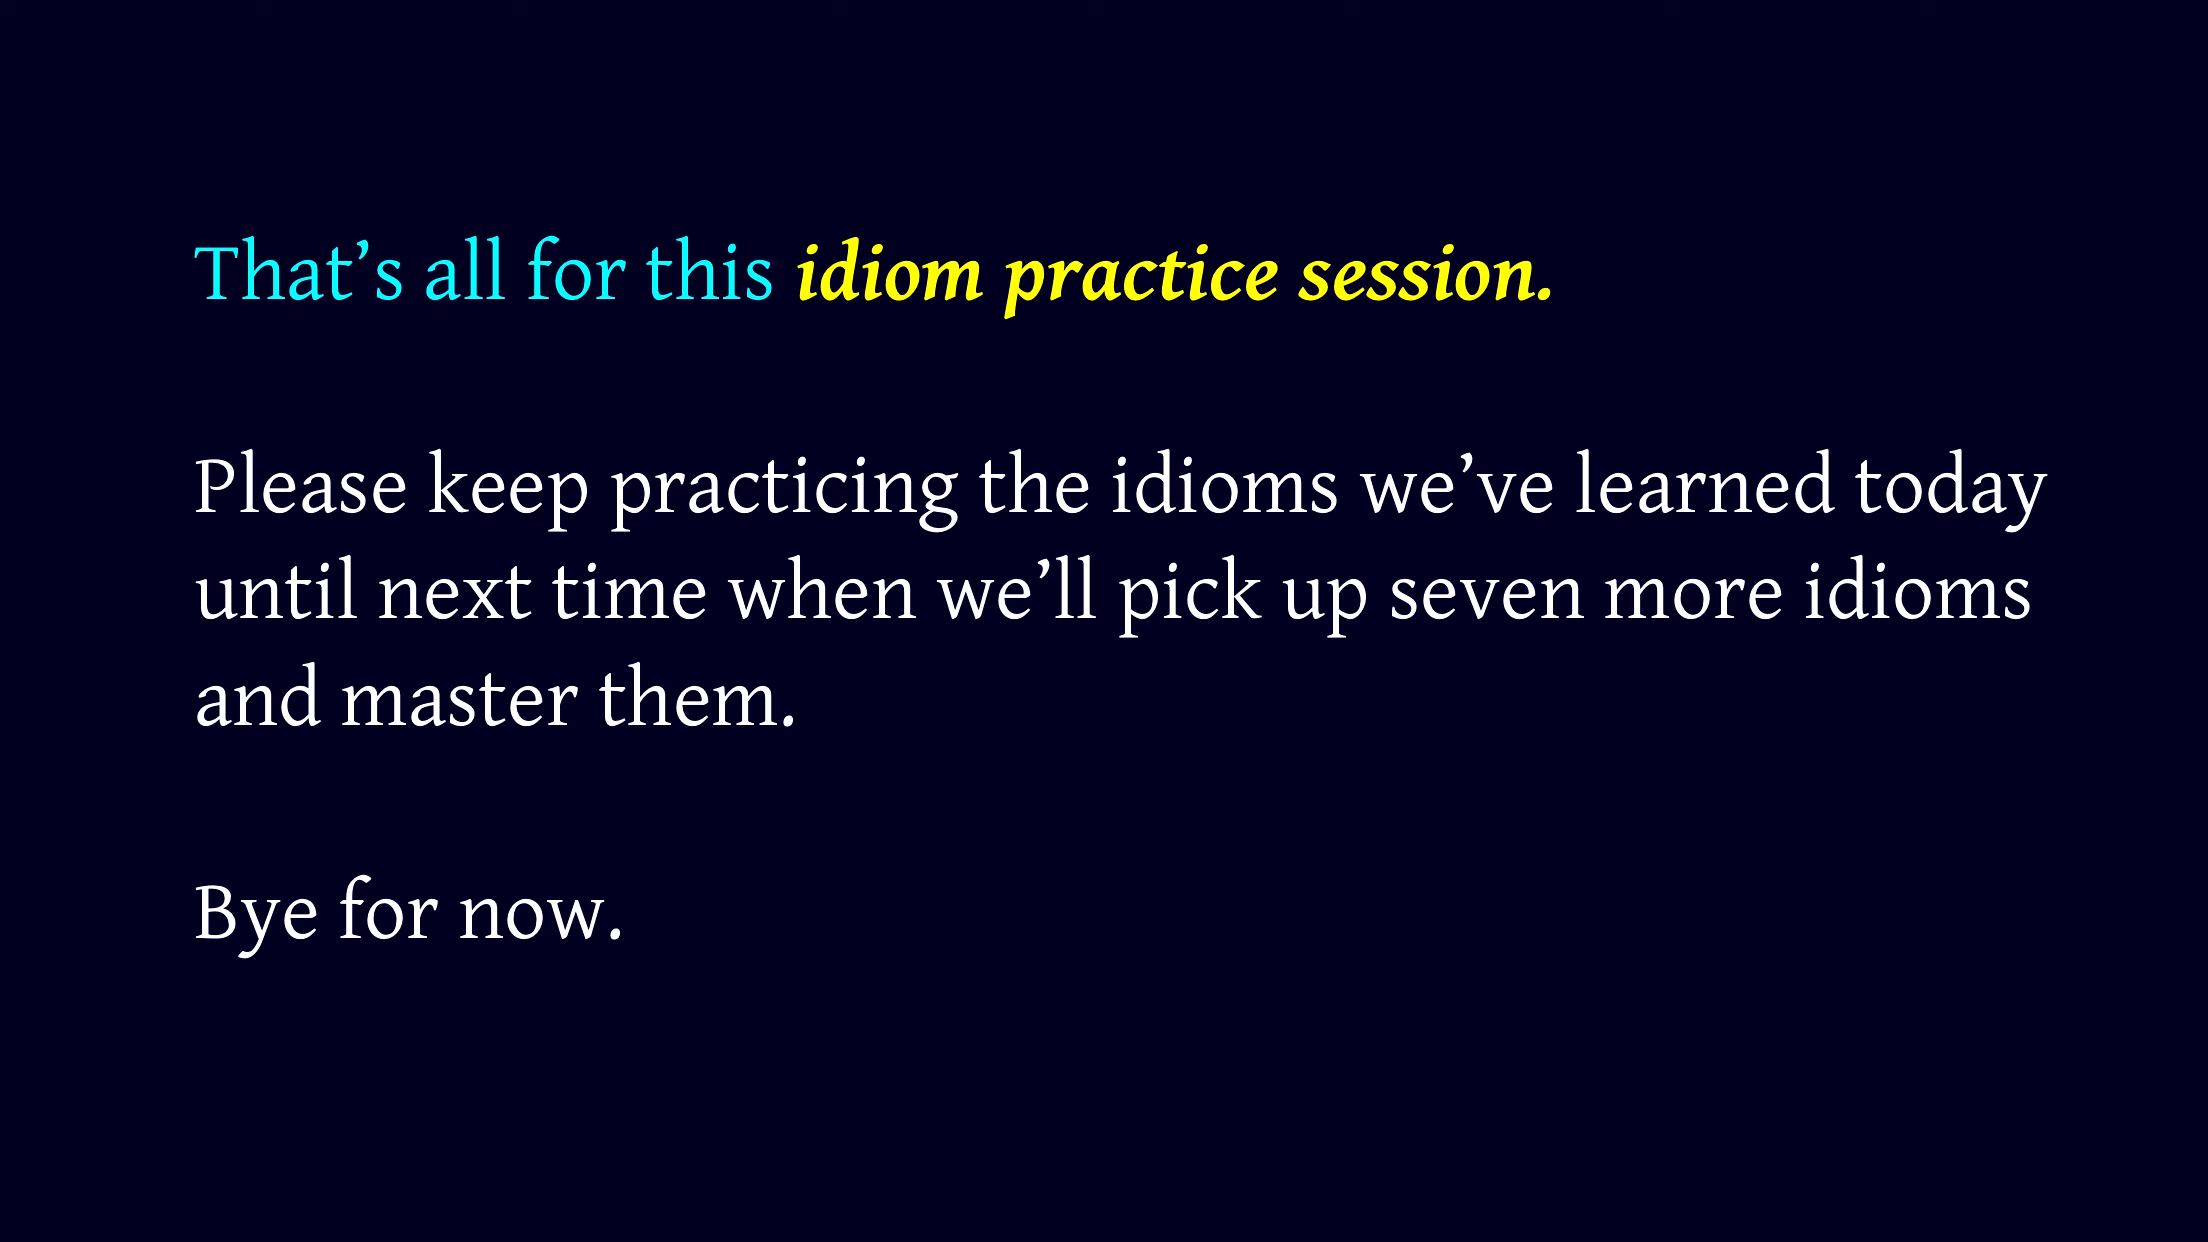 That’s all for this idiom practice session.
Please keep practicing the idioms we’ve learned today
until next time when we’ll pick up seven more idioms
and master them.
Bye for now.